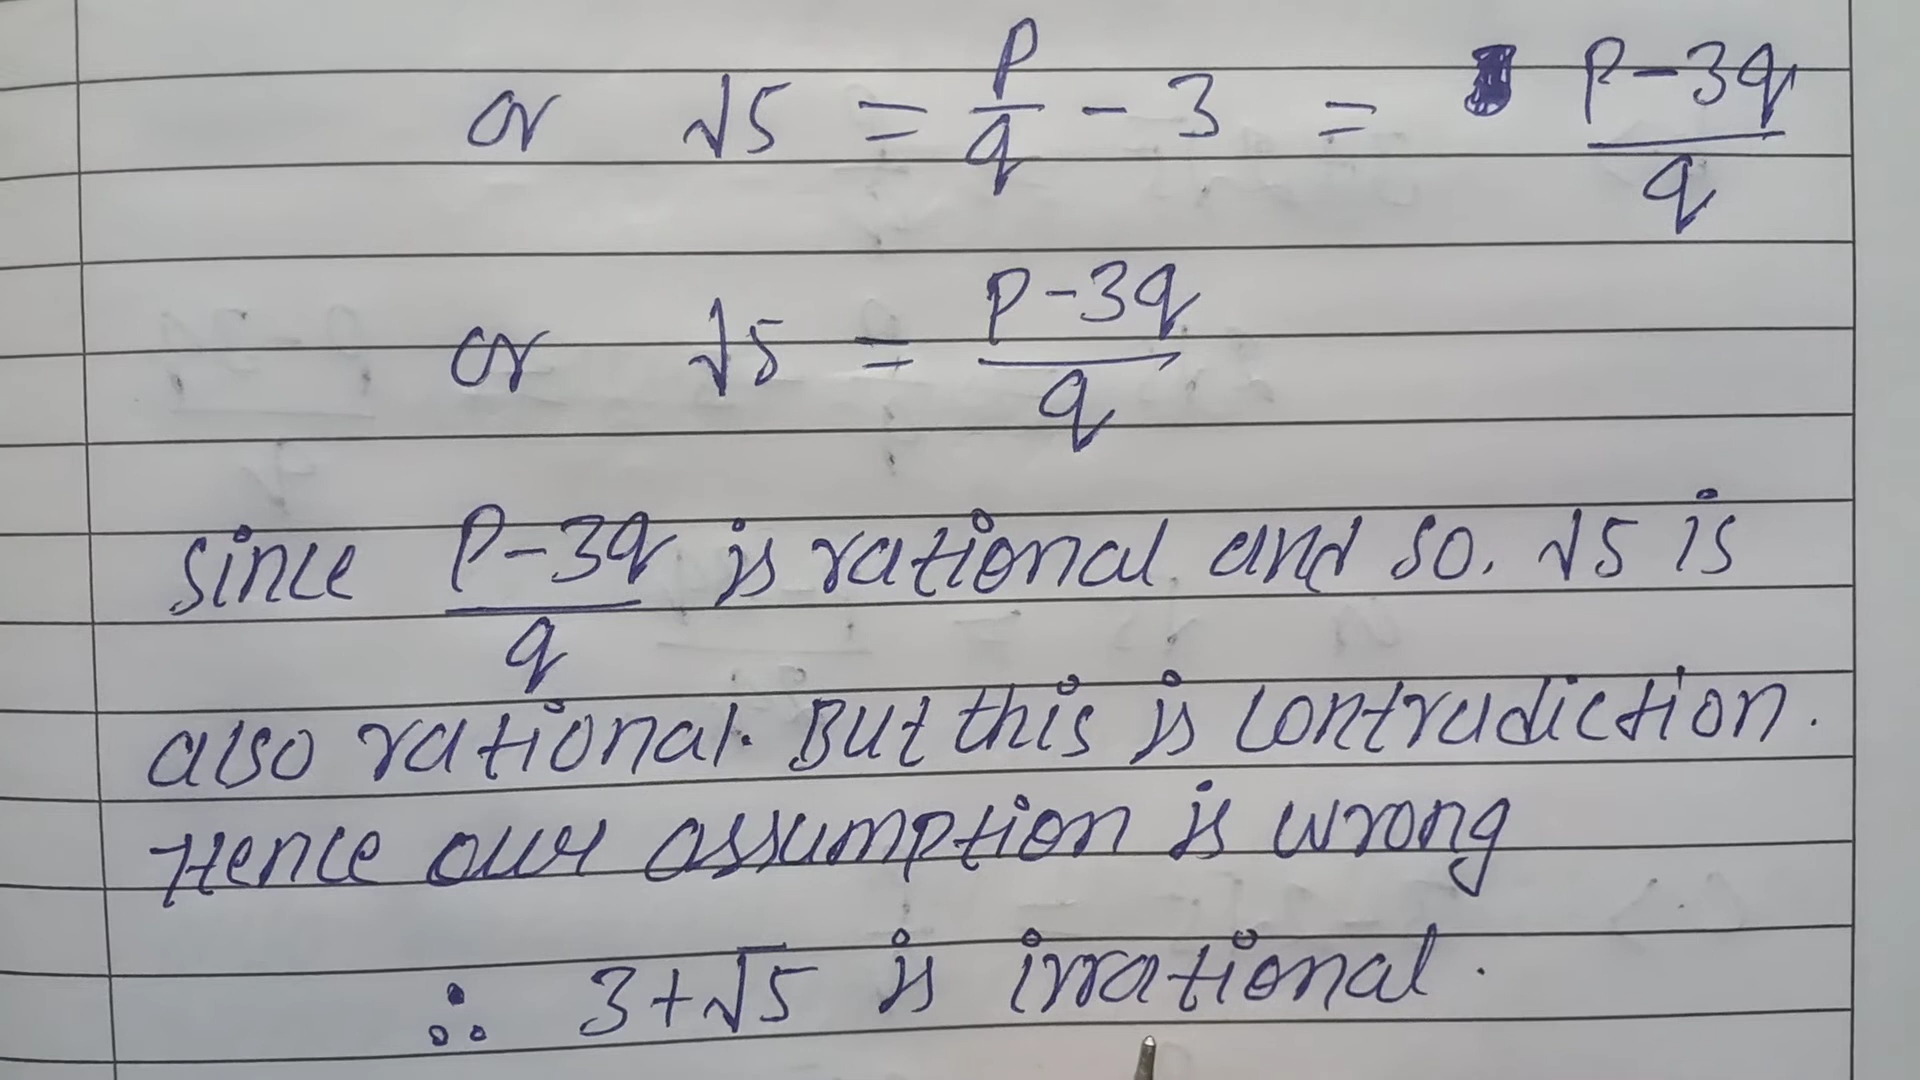 or √5 = p/q - 3 = p-3q/q
or √5 = p-3q/q
since p-3q/q is rational and so. √5 is
also rational. But this is contradiction.
Hence our assumption is wrong
∴ 3+√5 is irrational.